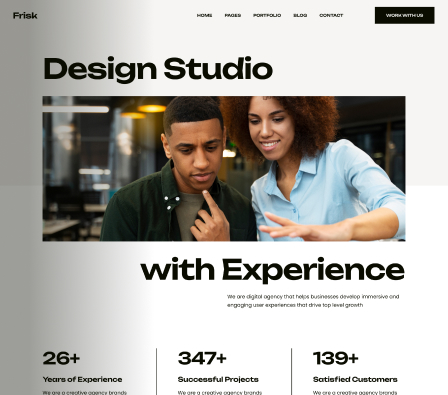 Frisk
HOME PAGES PORTFOLIO BLOG CONTACT WORK WITH US
Design Studio
with Experience
We are digital agency that helps businesses develop immersive and
engaging user experiences that drive top level growth
26+ 347+ 139+
Years of Experience Successful Projects Satisfied Customers
We are a creative agency brands We are a creative agency brands We are a creative agency brands